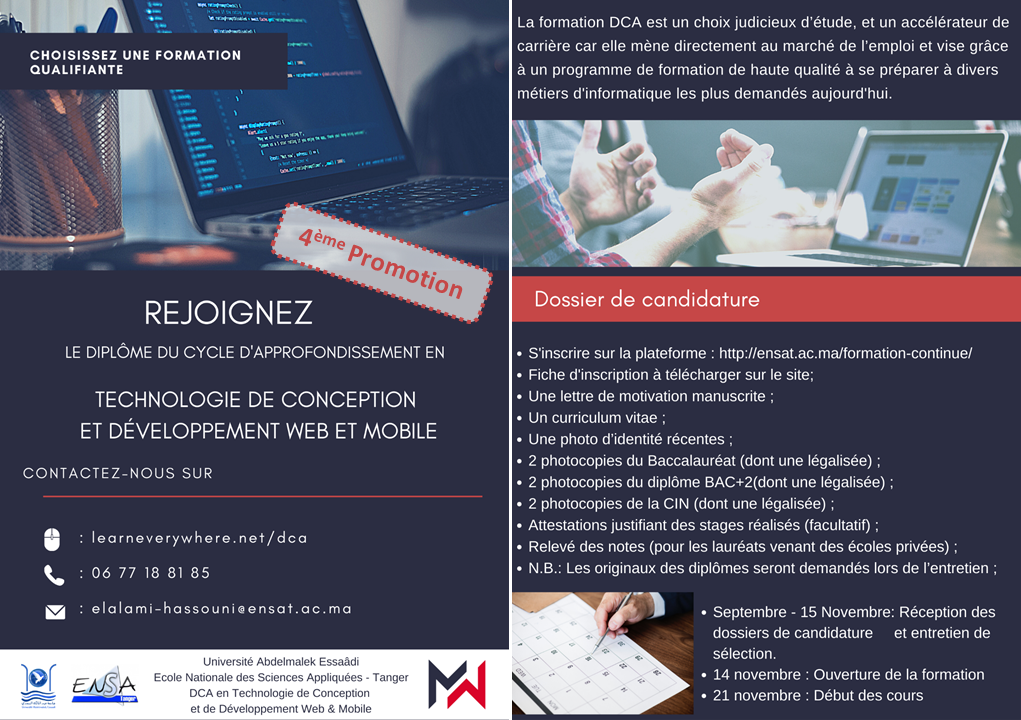 CHOISISSEZ UNE FORMATION
QUALIFIANTE
4ème Promotion
REJOIGNEZ
LE DIPLÔME DU CYCLE D'APPROFONDISSEMENT EN
TECHNOLOGIE DE CONCEPTION
ET DÉVELOPPEMENT WEB ET MOBILE
CONTACTEZ-NOUS SUR
: learneverywhere.net/dca
: 06 77 18 81 85
: elalami-hassouni@ensat.ac.ma
ENSA
Tanger
Université Abdelmalek Essaâdi
Ecole Nationale des Sciences Appliquées - Tanger
DCA en Technologie de Conception
et de Développement Web & Mobile
La formation DCA est un choix judicieux d'étude, et un accélérateur de
carrière car elle mène directement au marché de l'emploi et vise grâce
à un programme de formation de haute qualité à se préparer à divers
métiers d'informatique les plus demandés aujourd'hui.
Dossier de candidature
• S'inscrire sur la plateforme : http://ensat.ac.ma/formation-continue/
• Fiche d'inscription à télécharger sur le site;
• Une lettre de motivation manuscrite ;
• Un curriculum vitae ;
• Une photo d'identité récentes ;
• 2 photocopies du Baccalauréat (dont une légalisée) ;
• 2 photocopies du diplôme BAC+2(dont une légalisée) ;
• 2 photocopies de la CIN (dont une légalisée) ;
• Attestations justifiant des stages réalisés (facultatif) ;
• Relevé des notes (pour les lauréats venant des écoles privées) ;
• N.B.: Les originaux des diplômes seront demandés lors de l'entretien ;
• Septembre - 15 Novembre: Réception des
dossiers de candidature et entretien de
sélection.
• 14 novembre : Ouverture de la formation
• 21 novembre : Début des cours